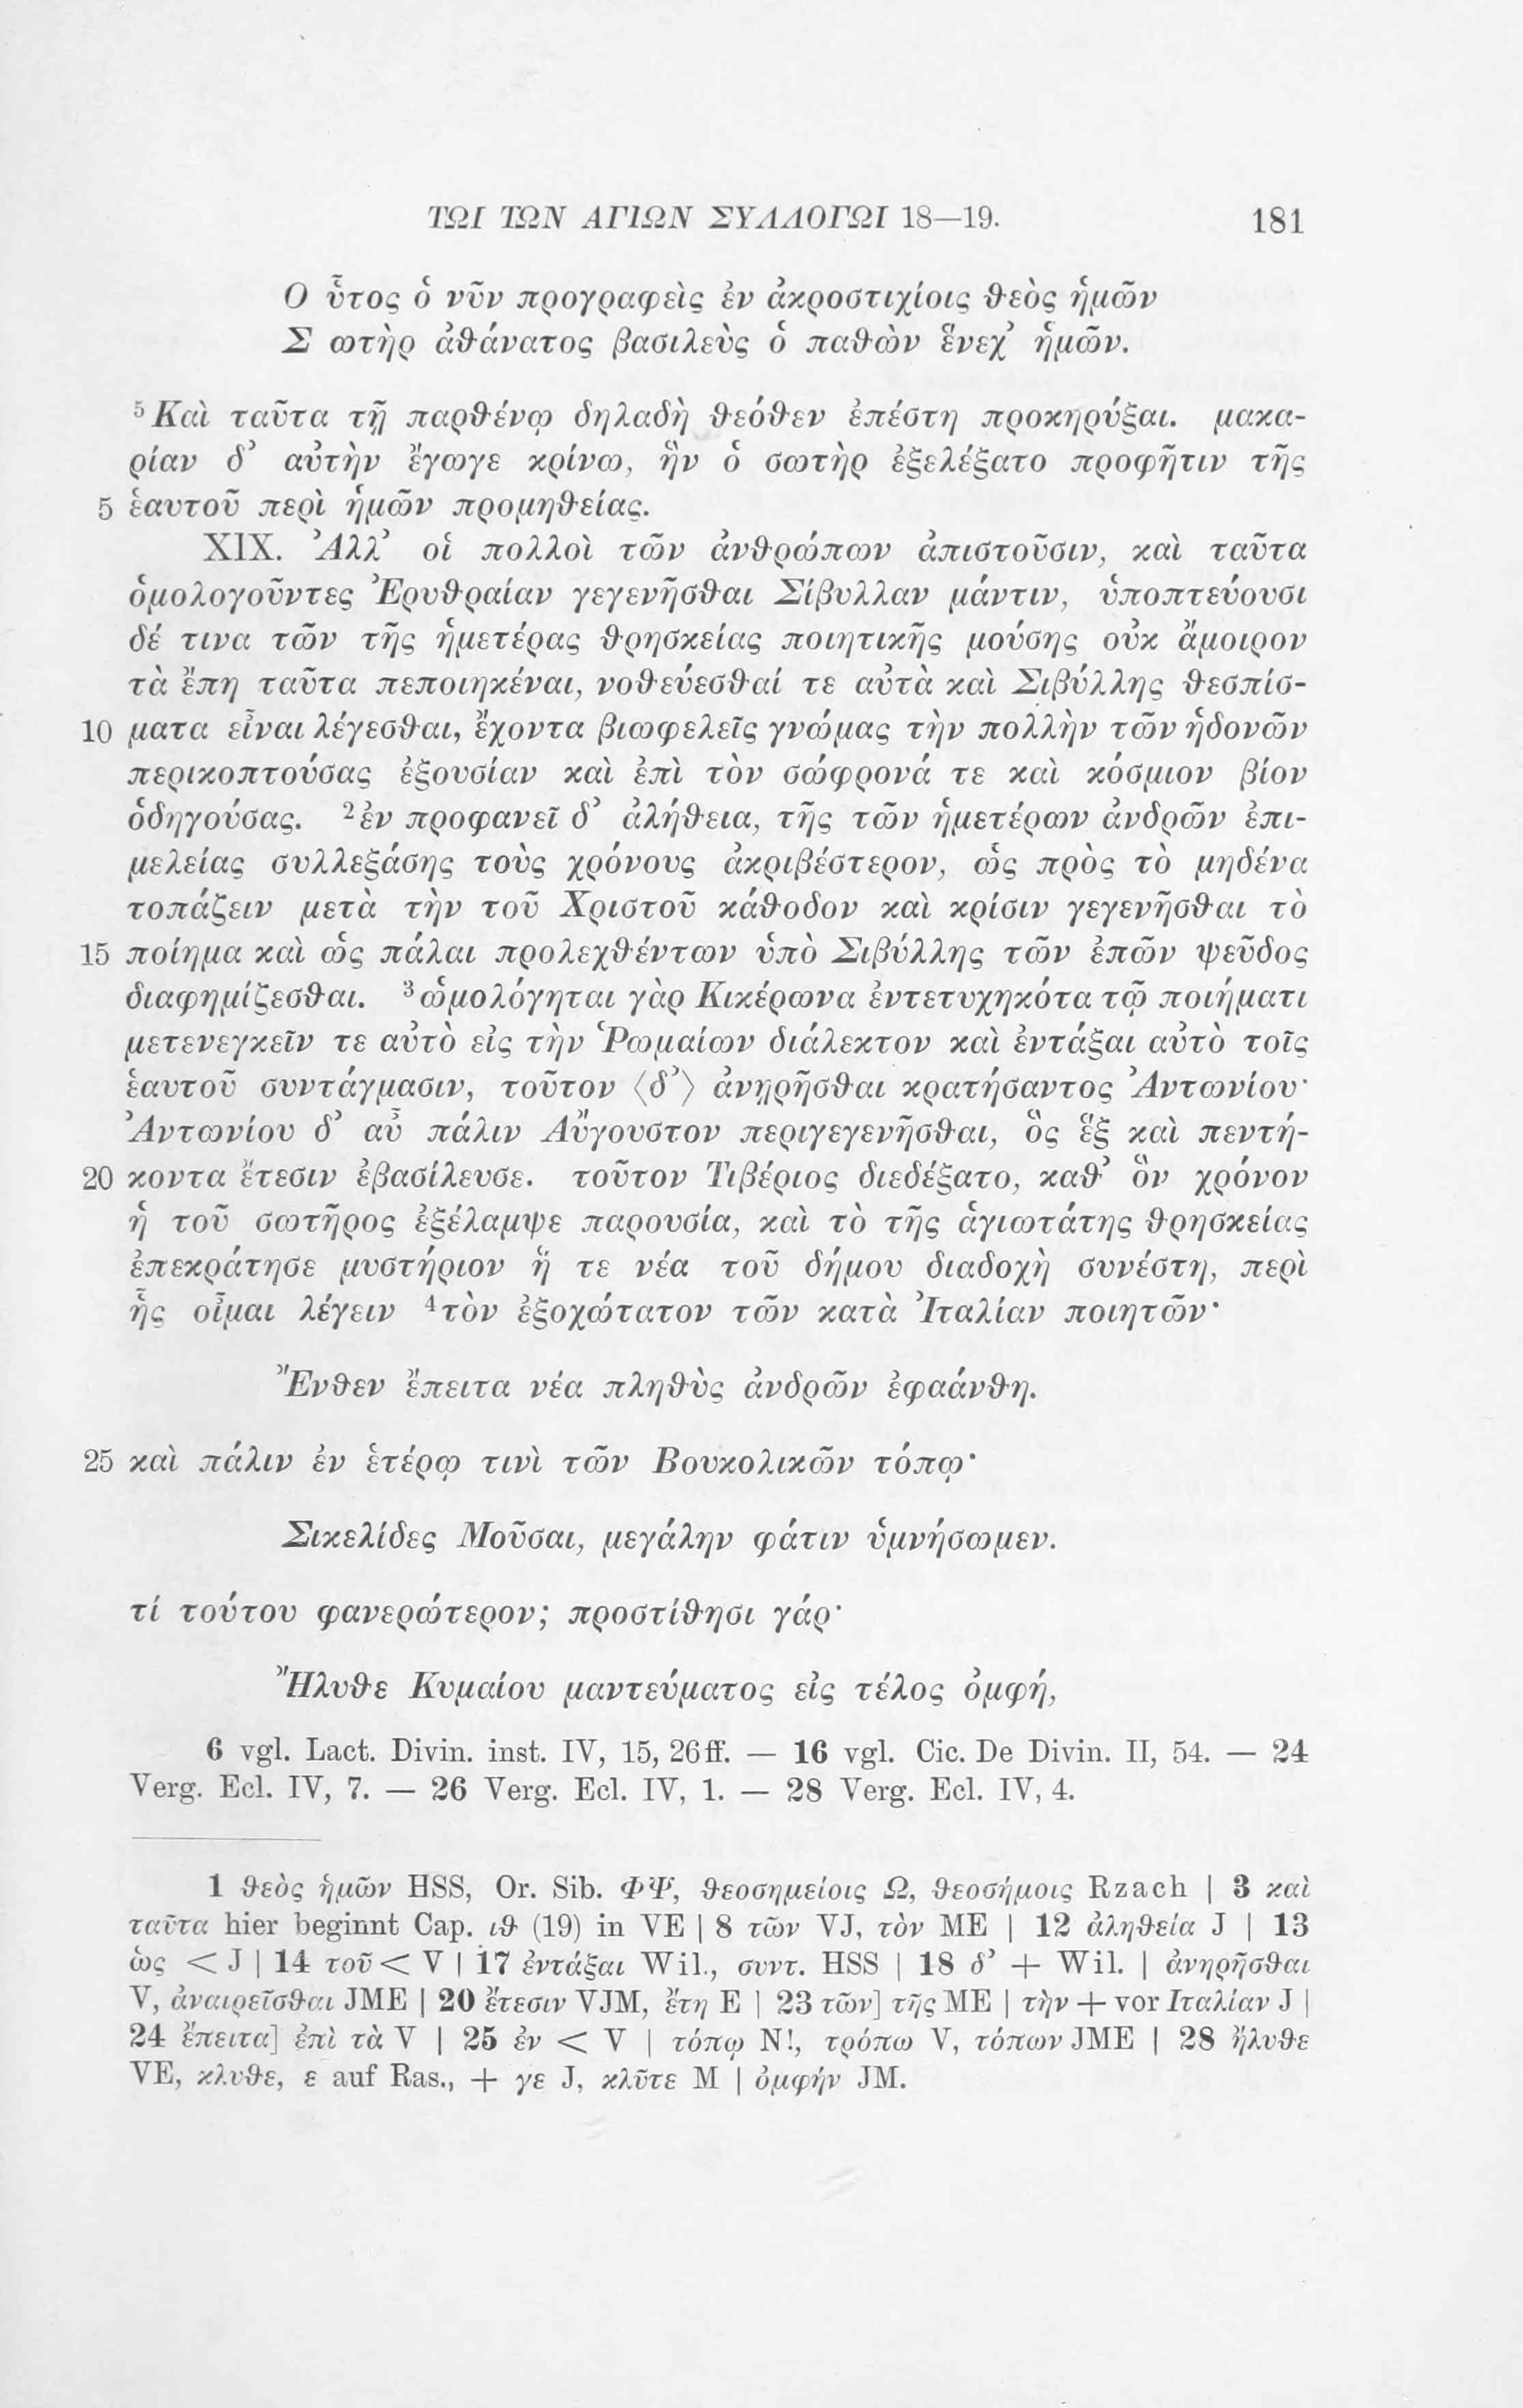 ΤΩΙ ΤΩΝ ΑΓΙΩΝ ΣΥΛΛΟΓΩΙ 18—19. 181
Ο ὗτος ὁ νῦν προγραφεὶς ἐν ἀκροστιχίοις θεὸς ἡμῶν
Σ ωτὴρ ἀθάνατος βασιλεὺς ὁ παθὼν ἕνεχ’ ἡμῶν.
⁵Καὶ ταῦτα τῇ παρθένῳ δηλαδὴ θεόθεν ἐπέστη προκηρύξαι. μακα-
ρίαν δ’ αὐτὴν ἔγωγε κρίνω, ἣν ὁ σωτὴρ ἐξελέξατο προφῆτιν τῆς
5 ἑαυτοῦ περὶ ἡμῶν προμηθείας.
XIX. Ἀλλ’ οἱ πολλοὶ τῶν ἀνθρώπων ἀπιστοῦσιν, καὶ ταῦτα
ὁμολογοῦντες Ἐρυθραίαν γεγενῆσθαι Σίβυλλαν μάντιν, ὑποπτεύουσι
δέ τινα τῶν τῆς ἡμετέρας θρησκείας ποιητικῆς μούσης οὐκ ἄμοιρον
τὰ ἔπη ταῦτα πεποιηκέναι, νοθεύεσθαί τε αὐτὰ καὶ Σιβύλλης θεσπίσ-
10 ματα εἶναι λέγεσθαι, ἔχοντα βιωφελεῖς γνώμας τὴν πολλὴν τῶν ἡδονῶν
περικοπτούσας ἐξουσίαν καὶ ἐπὶ τὸν σώφρονά τε καὶ κόσμιον βίον
ὁδηγούσας. ²ἐν προφανεῖ δ’ ἀλήθεια, τῆς τῶν ἡμετέρων ἀνδρῶν ἐπι-
μελείας συλλεξάσης τοὺς χρόνους ἀκριβέστερον, ὡς πρὸς τὸ μηδένα
τοπάζειν μετὰ τὴν τοῦ Χριστοῦ κάθοδον καὶ κρίσιν γεγενῆσθαι τὸ
15 ποίημα καὶ ὡς πάλαι προλεχθέντων ὑπὸ Σιβύλλης τῶν ἐπῶν ψεῦδος
διαφημίζεσθαι. ³ὡμολόγηται γὰρ Κικέρωνα ἐντετυχηκότα τῷ ποιήματι
μετενεγκεῖν τε αὐτὸ εἰς τὴν Ῥωμαίων διάλεκτον καὶ ἐντάξαι αὐτὸ τοῖς
ἑαυτοῦ συντάγμασιν, τοῦτον ⟨δ’⟩ ἀνῃρῆσθαι κρατήσαντος Ἀντωνίου·
Ἀντωνίου δ’ αὖ πάλιν Αὔγουστον περιγεγενῆσθαι, ὃς ἓξ καὶ πεντή-
20 κοντα ἔτεσιν ἐβασίλευσε. τοῦτον Τιβέριος διεδέξατο, καθ’ ὃν χρόνον
ἡ τοῦ σωτῆρος ἐξέλαμψε παρουσία, καὶ τὸ τῆς ἁγιωτάτης θρησκείας
ἐπεκράτησε μυστήριον ἥ τε νέα τοῦ δήμου διαδοχὴ συνέστη, περὶ
ἧς οἶμαι λέγειν ⁴τὸν ἐξοχώτατον τῶν κατὰ Ἰταλίαν ποιητῶν·
Ἔνθεν ἔπειτα νέα πληθὺς ἀνδρῶν ἐφαάνθη.
25 καὶ πάλιν ἐν ἑτέρῳ τινὶ τῶν Βουκολικῶν τόπῳ·
Σικελίδες Μοῦσαι, μεγάλην φάτιν ὑμνήσωμεν.
τί τούτου φανερώτερον; προστίθησι γάρ·
Ἤλυθε Κυμαίου μαντεύματος εἰς τέλος ὀμφή,
6 vgl. Lact. Divin. inst. IV, 15, 26ff. — 16 vgl. Cic. De Divin. II, 54. — 24
Verg. Ecl. IV, 7. — 26 Verg. Ecl. IV, 1. — 28 Verg. Ecl. IV, 4.
1 θεὸς ἡμῶν HSS, Or. Sib. ΦΨ, θεοσημείοις Ω, θεοσήμοις Rzach | 3 καὶ
ταῦτα hier beginnt Cap. ιθ (19) in VE | 8 τῶν VJ, τὸν ME | 12 ἀληθεία J | 13
ὡς < J | 14 τοῦ < V | 17 ἐντάξαι Wil., συντ. HSS | 18 δ’ + Wil. | ἀνηρῆσθαι
V, ἀναιρεῖσθαι JME | 20 ἔτεσιν VJM, ἔτη E | 23 τῶν] τῆς ME | τὴν + vor Ιταλίαν J |
24 ἔπειτα] ἐπὶ τὰ V | 25 ἐν < V | τόπῳ N!, τρόπω V, τόπων JME | 28 ἤλυθε
VE, κλυθε, ε auf Ras., + γε J, κλῦτε M | ὀμφήν JM.